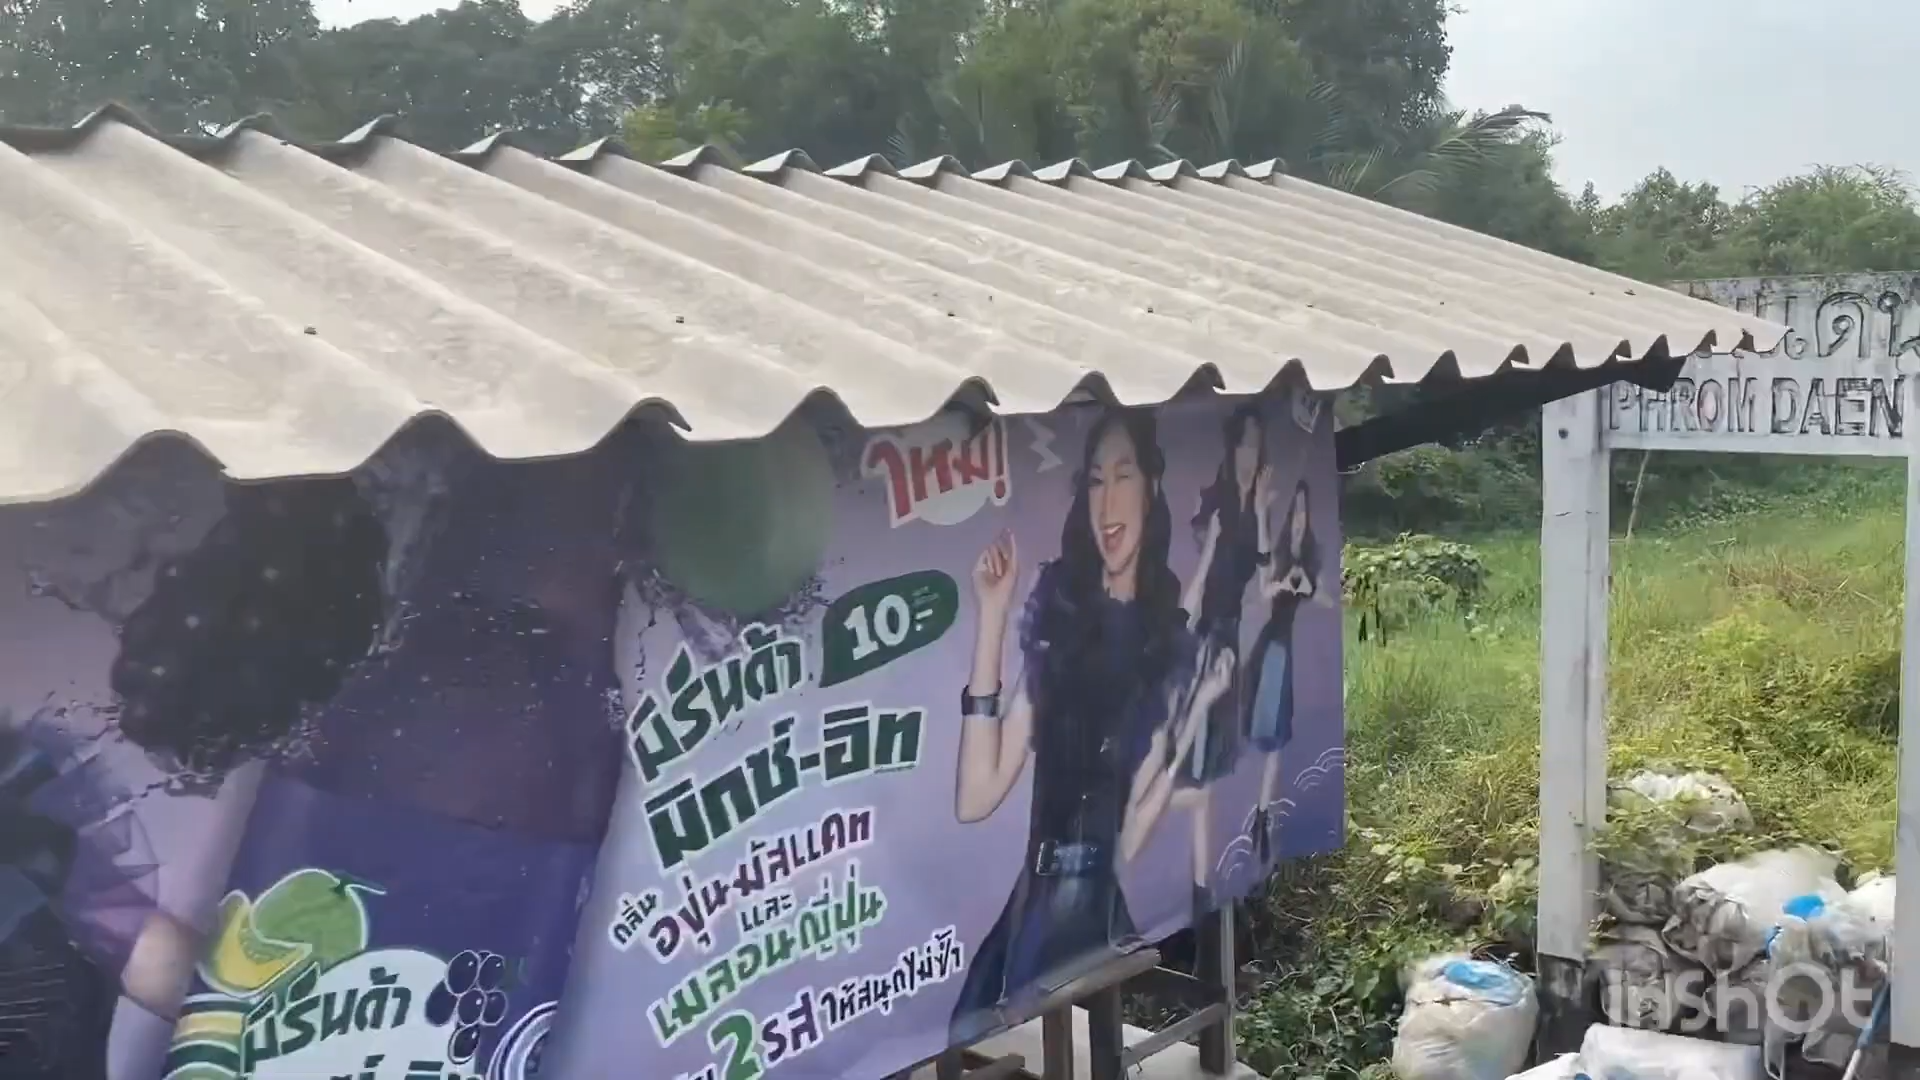 ใหม่!
มิรินด้า 10.-
มิกซ์-อิท
กลิ่น
องุ่นมัสแคท
และ
เมลอนญี่ปุ่น
2 รส ให้สนุกไม่ซ้ำ
มิรินด้า
PHROM DAEN
InShOt